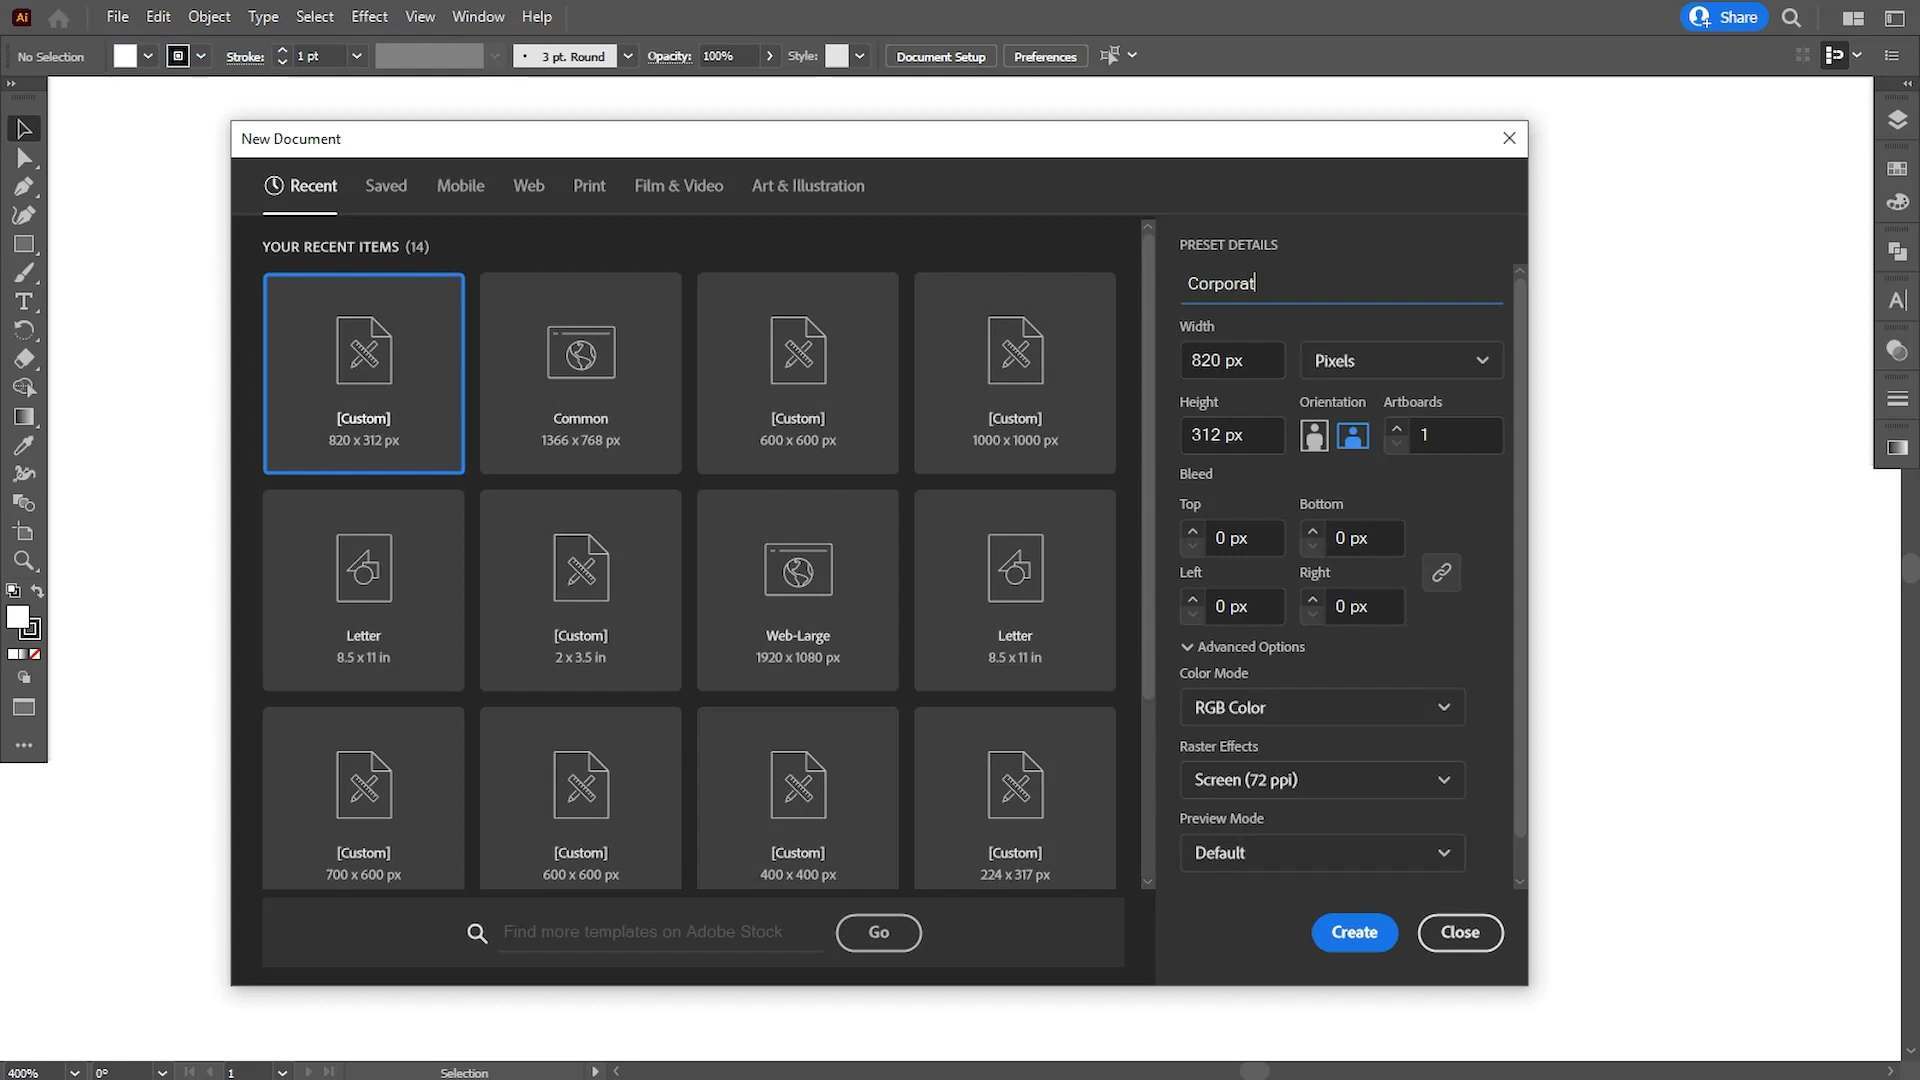 Ai File Edit Object Type Select Effect View Window Help Share
No Selection Stroke: 1 pt 3 pt. Round Opacity: 100% Style: Document Setup Preferences
New Document
Recent Saved Mobile Web Print Film & Video Art & Illustration
YOUR RECENT ITEMS (14)
[Custom] Common [Custom] [Custom]
820 x 312 px 1366 x 768 px 600 x 600 px 1000 x 1000 px
Letter [Custom] Web-Large Letter
8.5 x 11 in 2 x 3.5 in 1920 x 1080 px 8.5 x 11 in
[Custom] [Custom] [Custom] [Custom]
700 x 600 px 600 x 600 px 400 x 400 px 224 x 317 px
Find more templates on Adobe Stock Go
PRESET DETAILS
Corporat
Width
820 px Pixels
Height Orientation Artboards
312 px 1
Bleed
Top Bottom
0 px 0 px
Left Right
0 px 0 px
Advanced Options
Color Mode
RGB Color
Raster Effects
Screen (72 ppi)
Preview Mode
Default
Create Close
400% 0° 1 Selection